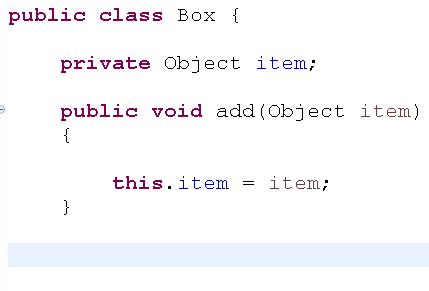 public class Box {
private Object item;
public void add(Object item)
{
this.item = item;
}